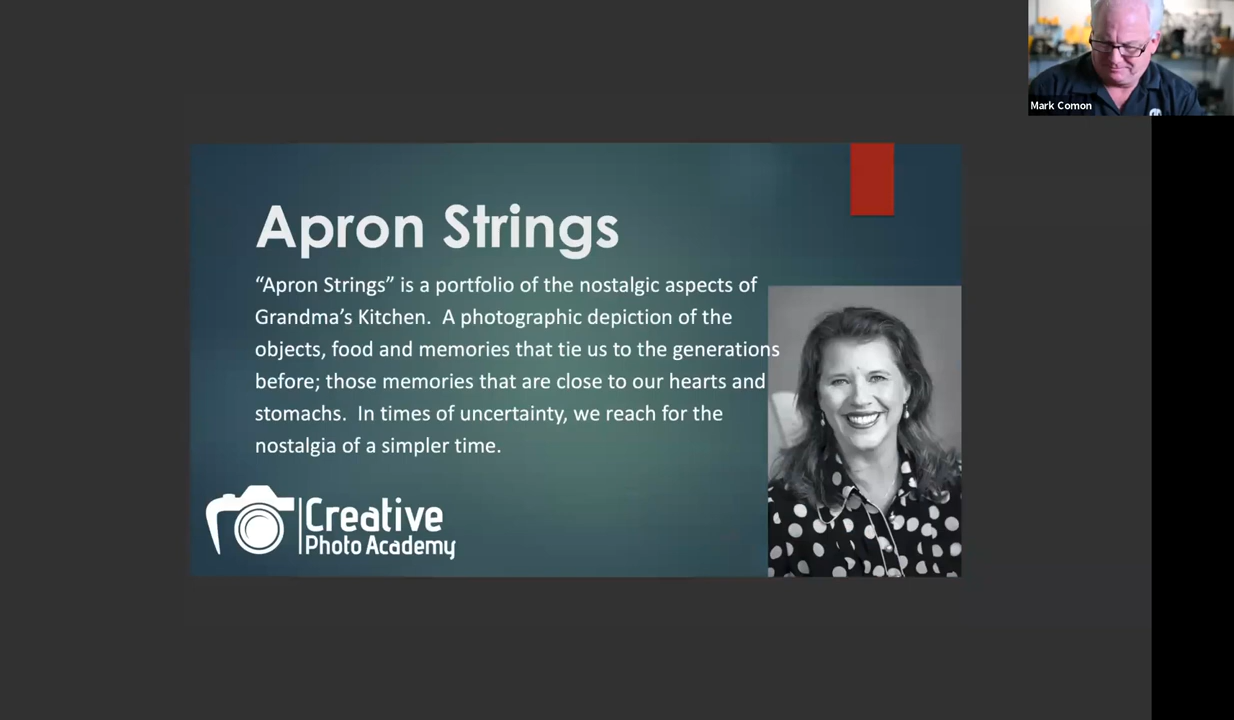 Mark Comon
Apron Strings
“Apron Strings” is a portfolio of the nostalgic aspects of
Grandma’s Kitchen.  A photographic depiction of the
objects, food and memories that tie us to the generations
before; those memories that are close to our hearts and
stomachs.  In times of uncertainty, we reach for the
nostalgia of a simpler time.
Creative
Photo Academy